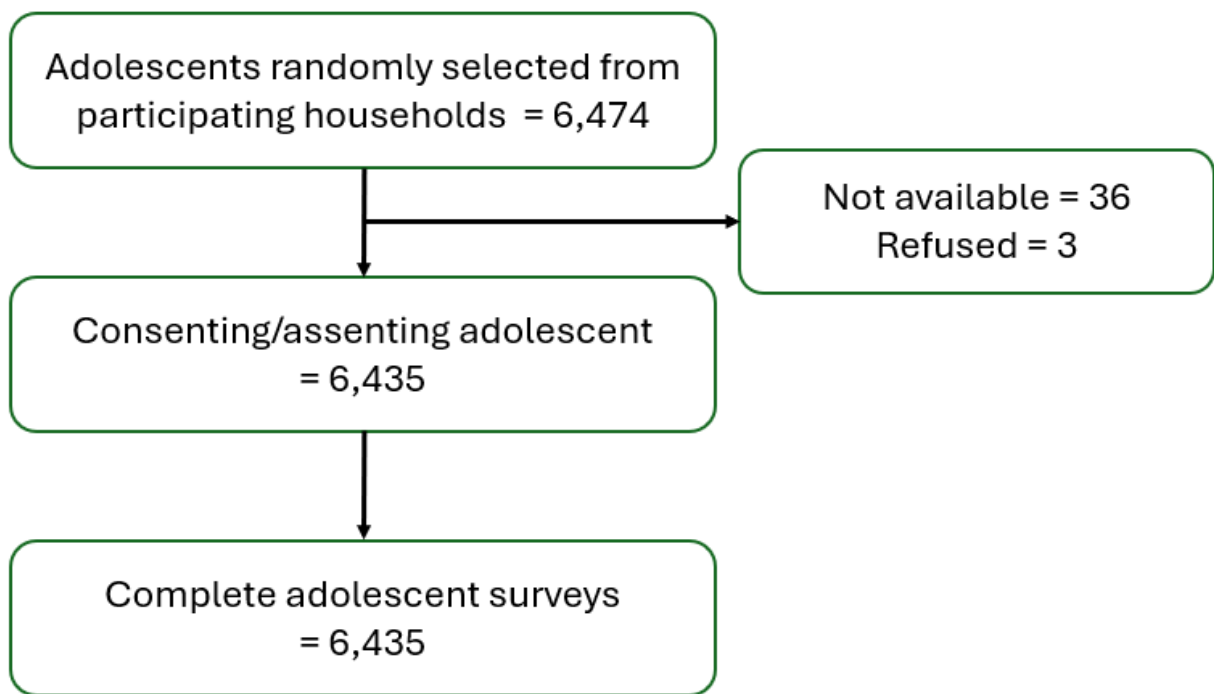 Adolescents randomly selected from
participating households = 6,474
Not available = 36
Refused = 3
Consenting/assenting adolescent
= 6,435
Complete adolescent surveys
= 6,435